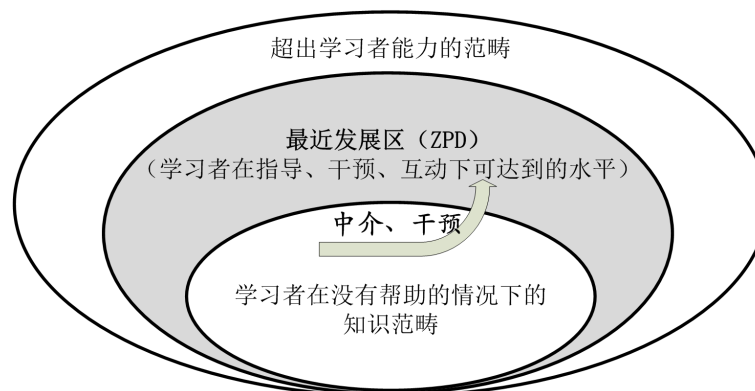 超出学习者能力的范畴
最近发展区（ZPD）
（学习者在指导、干预、互动下可达到的水平）
中介、干预
学习者在没有帮助的情况下的
知识范畴